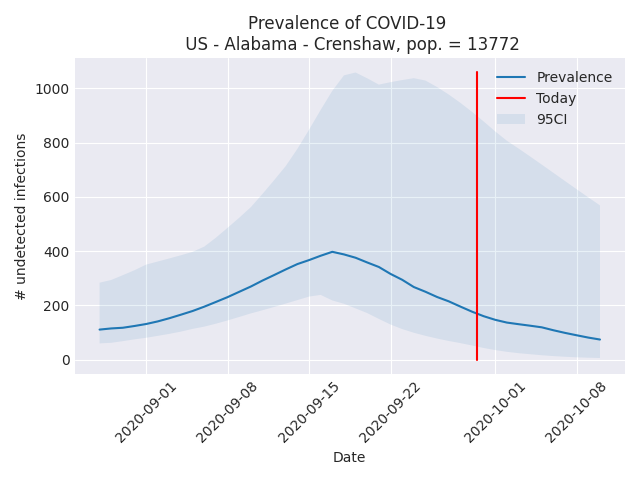 Prevalence of COVID-19
US - Alabama - Crenshaw, pop. = 13772
Prevalence
Today
95CI
# undetected infections
1000
800
600
400
200
0
2020-09-01
2020-09-08
2020-09-15
2020-09-22
2020-10-01
2020-10-08
Date